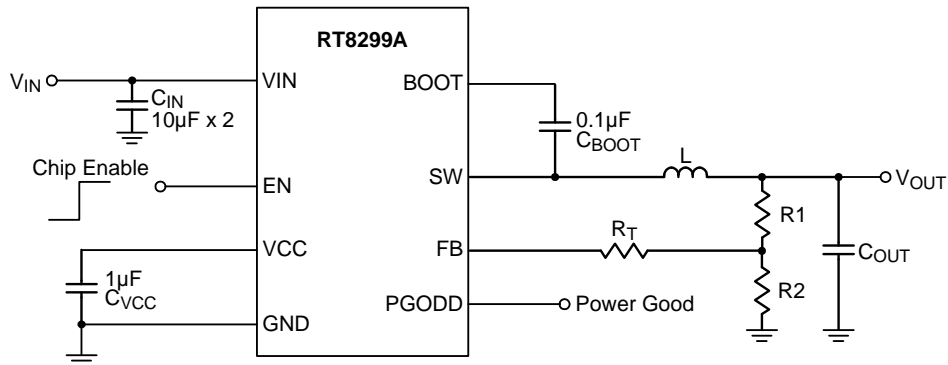 RT8299A
VIN
VIN
BOOT
CIN
10µF x 2
0.1µF
CBOOT
Chip Enable
EN
SW
L
VOUT
R1
VCC
FB
RT
COUT
1µF
CVCC
R2
PGODD
Power Good
GND